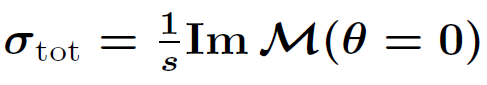 σ_tot = 1/s Im ℳ(θ = 0)